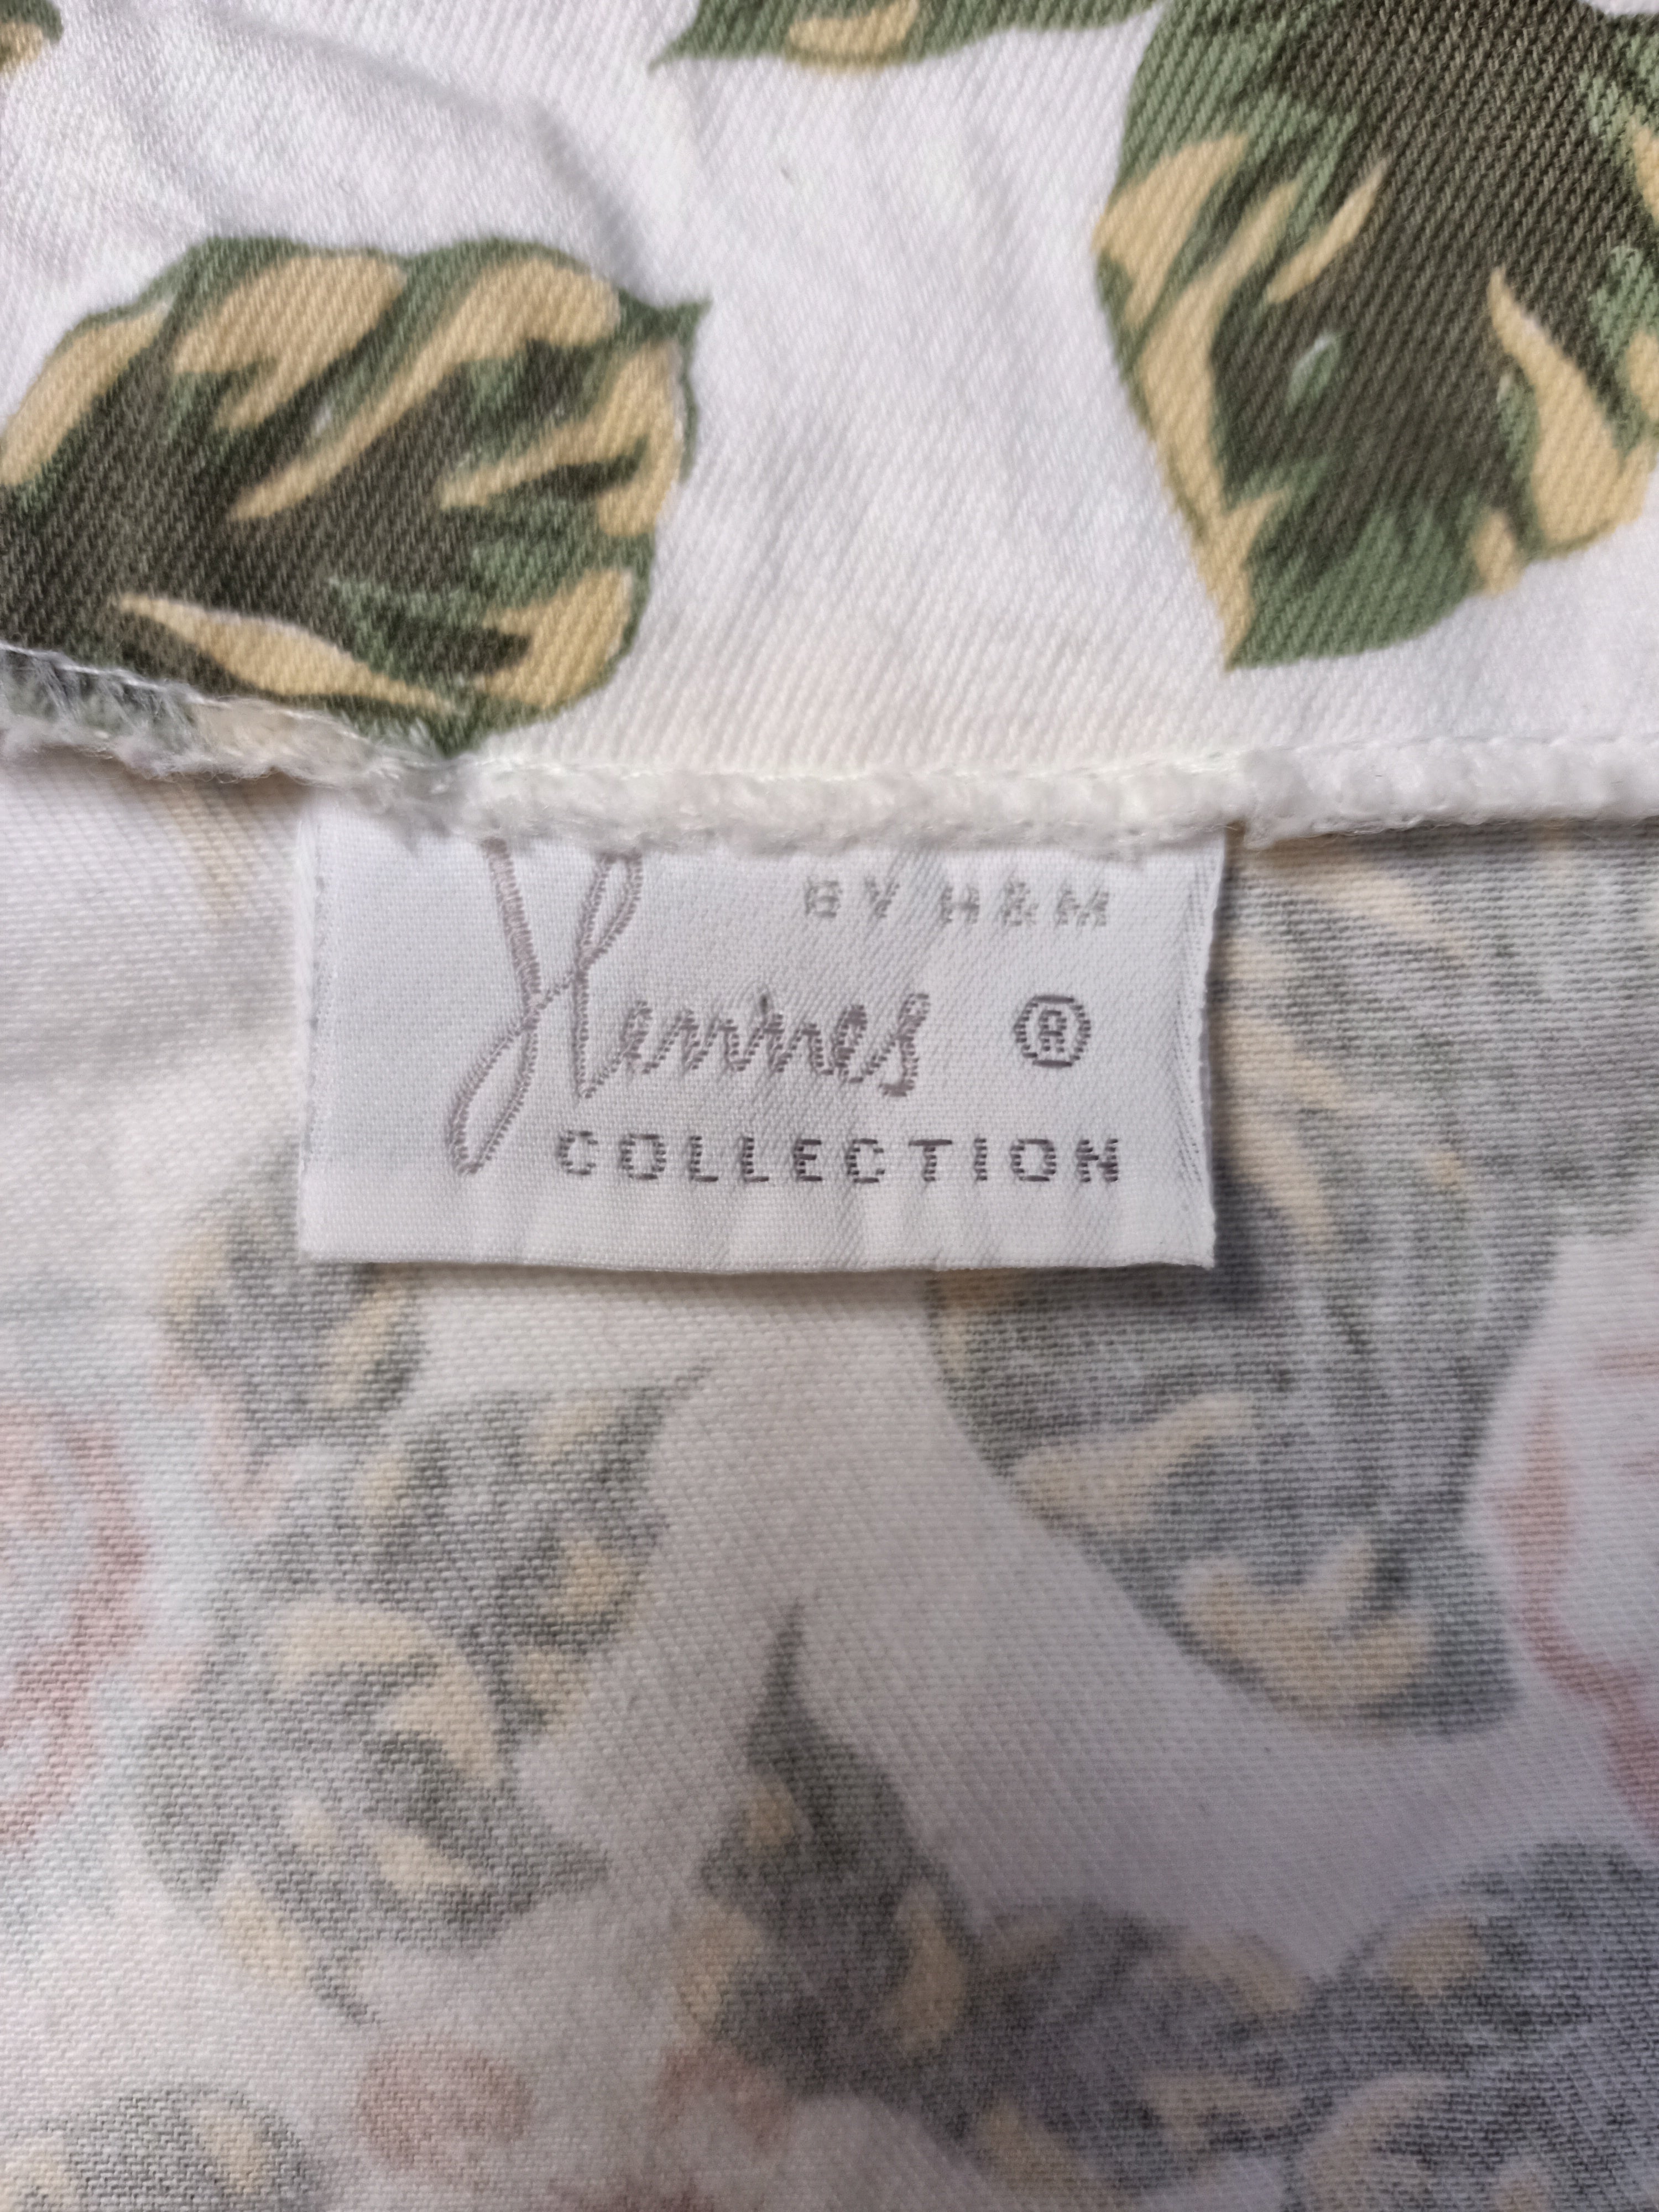 BY H&M
Hennes ®
COLLECTION